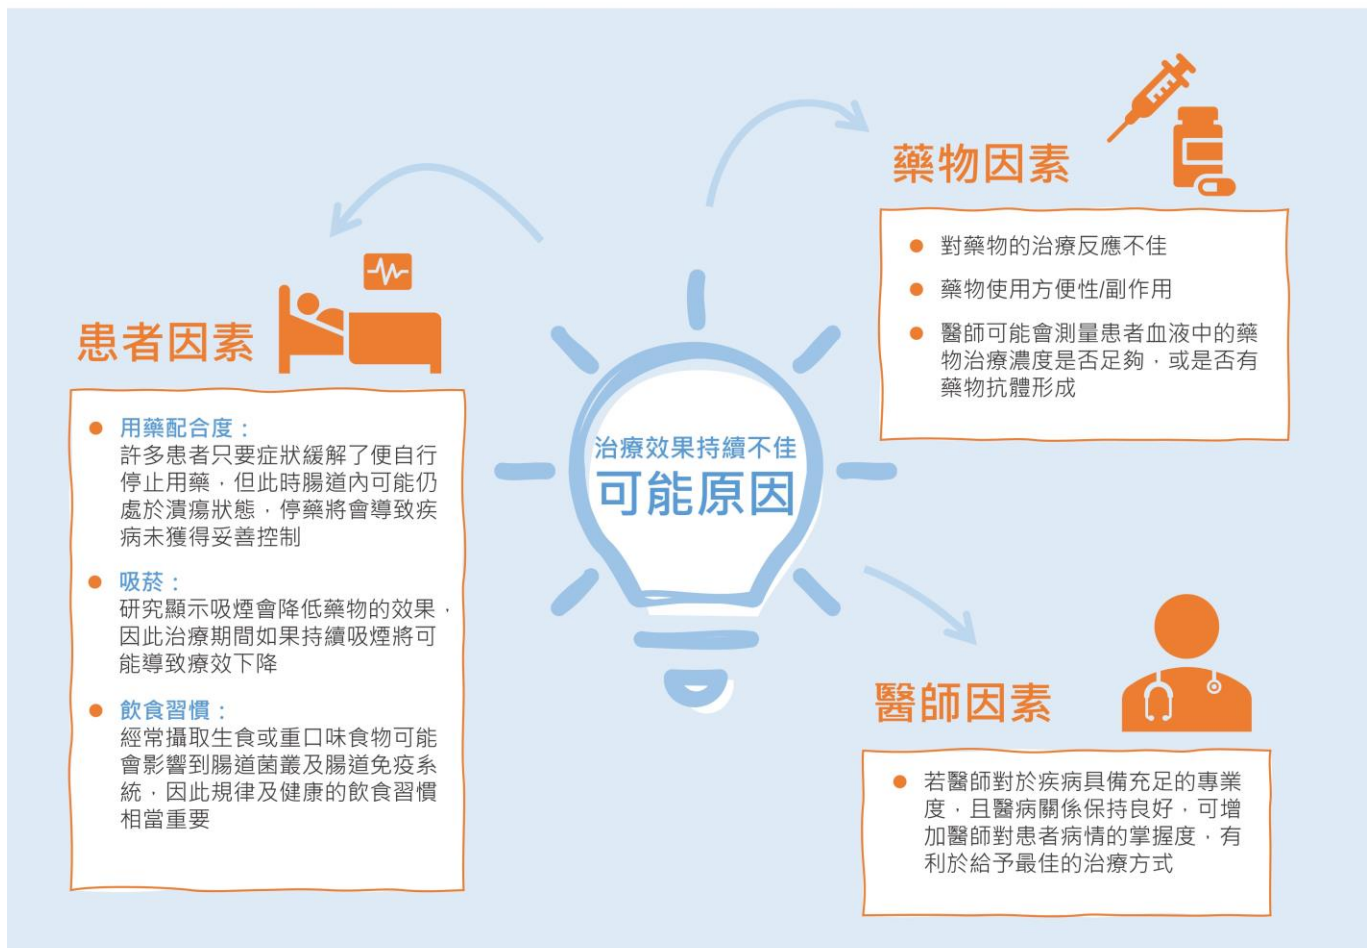 治療效果持續不佳
可能原因
患者因素
● 用藥配合度：
許多患者只要症狀緩解了便自行
停止用藥，但此時腸道內可能仍
處於潰瘍狀態，停藥將會導致疾
病未獲得妥善控制
● 吸菸：
研究顯示吸煙會降低藥物的效果，
因此治療期間如果持續吸煙將可
能導致療效下降
● 飲食習慣：
經常攝取生食或重口味食物可能
會影響到腸道菌叢及腸道免疫系
統，因此規律及健康的飲食習慣
相當重要
藥物因素
● 對藥物的治療反應不佳
● 藥物使用方便性/副作用
● 醫師可能會測量患者血液中的藥
物治療濃度是否足夠，或是否有
藥物抗體形成
醫師因素
● 若醫師對於疾病具備充足的專業
度，且醫病關係保持良好，可增
加醫師對患者病情的掌握度，有
利於給予最佳的治療方式